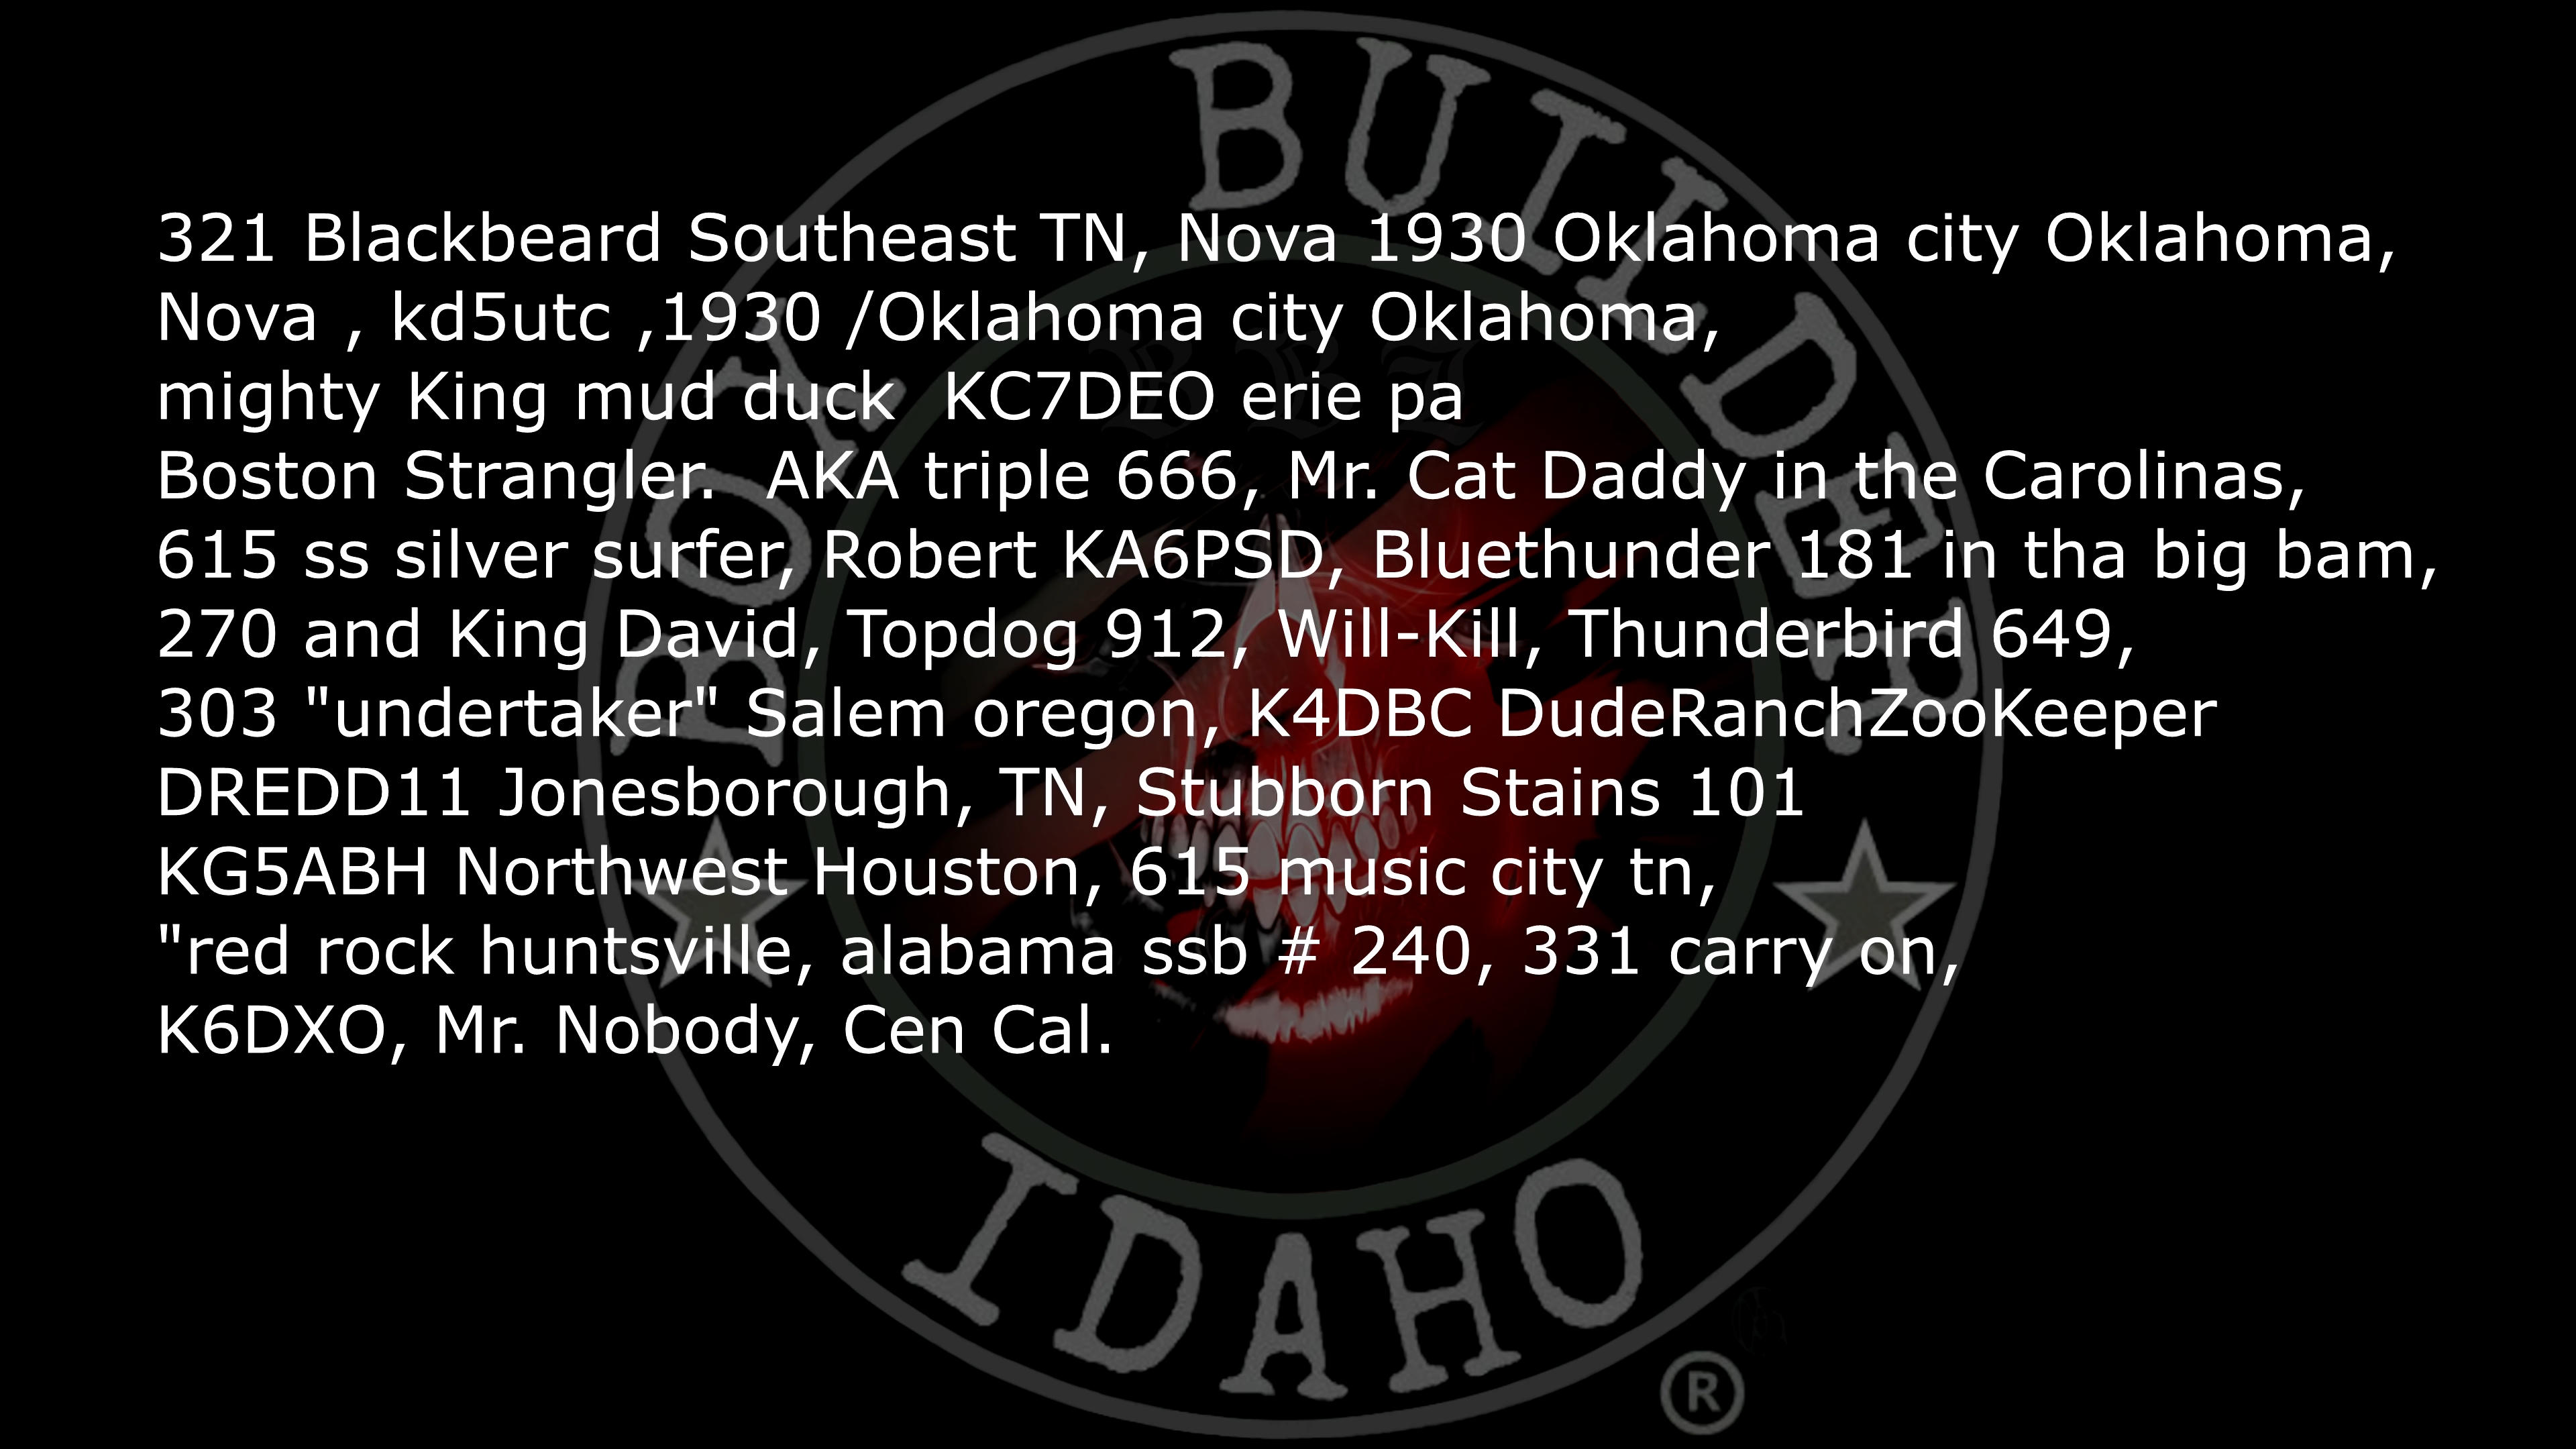 321 Blackbeard Southeast TN, Nova 1930 Oklahoma city Oklahoma,
Nova , kd5utc ,1930 /Oklahoma city Oklahoma,
mighty King mud duck  KC7DEO erie pa
Boston Strangler.  AKA triple 666, Mr. Cat Daddy in the Carolinas,
615 ss silver surfer, Robert KA6PSD, Bluethunder 181 in tha big bam,
270 and King David, Topdog 912, Will-Kill, Thunderbird 649,
303 "undertaker" Salem oregon, K4DBC DudeRanchZooKeeper
DREDD11 Jonesborough, TN, Stubborn Stains 101
KG5ABH Northwest Houston, 615 music city tn,
"red rock huntsville, alabama ssb # 240, 331 carry on,
K6DXO, Mr. Nobody, Cen Cal.
BOY BUILDER
IDAHO
®